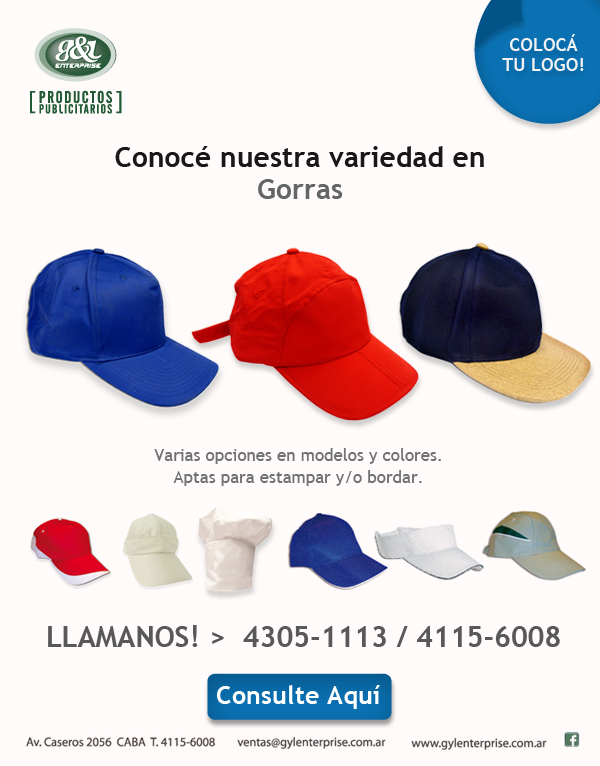 g&l
ENTERPRISE
[PRODUCTOS
PUBLICITARIOS]
COLOCÁ
TU LOGO!
Conocé nuestra variedad en
Gorras
Varias opciones en modelos y colores.
Aptas para estampar y/o bordar.
LLAMANOS! > 4305-1113 / 4115-6008
Consulte Aquí
Av. Caseros 2056 CABA T. 4115-6008 ventas@gylenterprise.com.ar www.gylenterprise.com.ar f